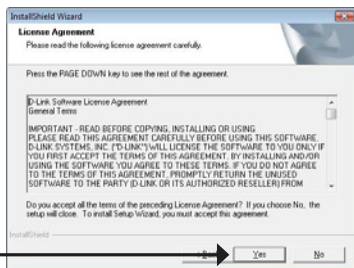 InstallShield Wizard
License Agreement
Please read the following license agreement carefully.
Press the PAGE DOWN key to see the rest of the agreement.
D-Link Software License Agreement
General Terms
IMPORTANT - READ BEFORE COPYING, INSTALLING OR USING
PLEASE READ THIS AGREEMENT CAREFULLY BEFORE USING THIS SOFTWARE.
D-LINK SYSTEMS, INC. ("D-LINK") WILL LICENSE THE SOFTWARE TO YOU ONLY IF
YOU FIRST ACCEPT THE TERMS OF THIS AGREEMENT. BY INSTALLING AND/OR
USING THE SOFTWARE YOU AGREE TO THESE TERMS. IF YOU DO NOT AGREE
TO THE TERMS OF THIS AGREEMENT, PROMPTLY RETURN THE UNUSED
SOFTWARE TO THE PARTY (D-LINK OR ITS AUTHORIZED RESELLER) FROM
Do you accept all the terms of the preceding License Agreement? If you choose No, the
setup will close. To install Setup Wizard, you must accept this agreement.
InstallShield
Yes No